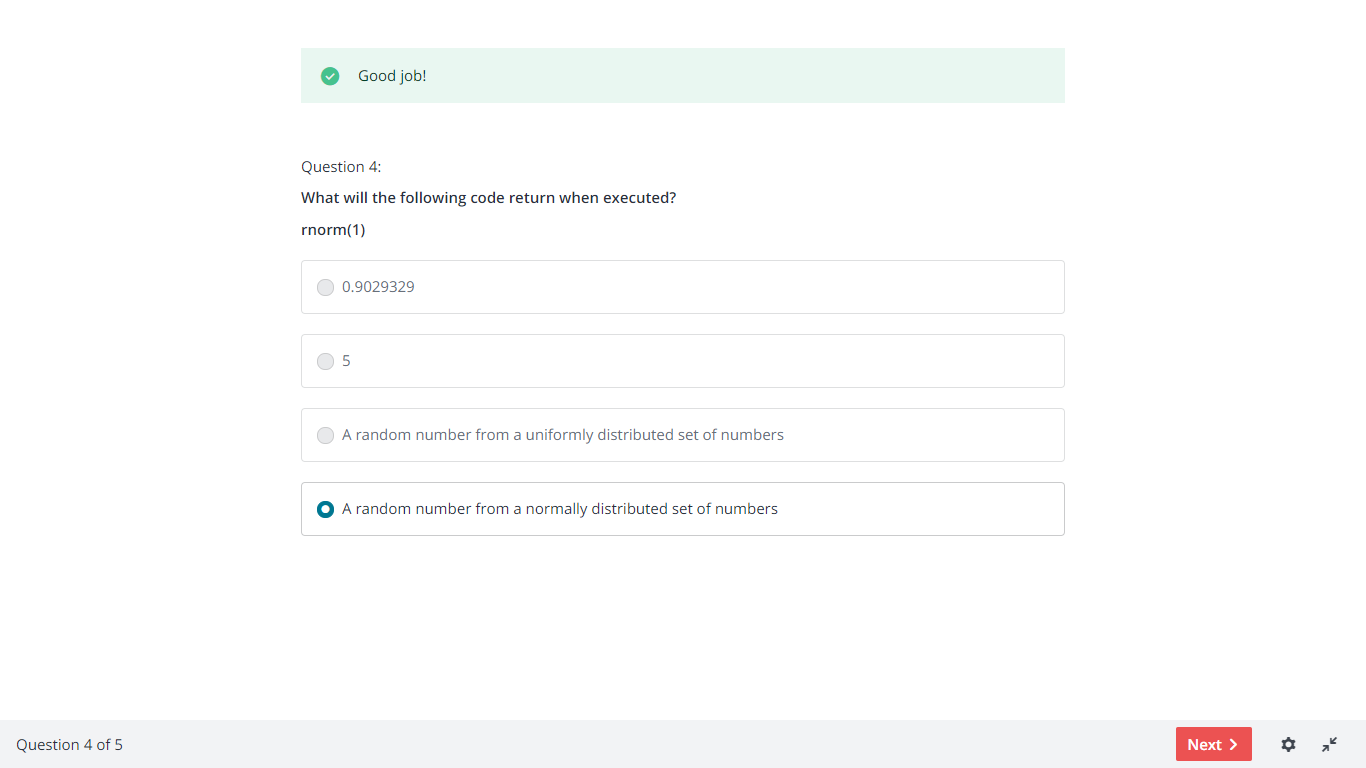 Good job!
Question 4:
What will the following code return when executed?
rnorm(1)
0.9029329
5
A random number from a uniformly distributed set of numbers
A random number from a normally distributed set of numbers
Question 4 of 5
Next